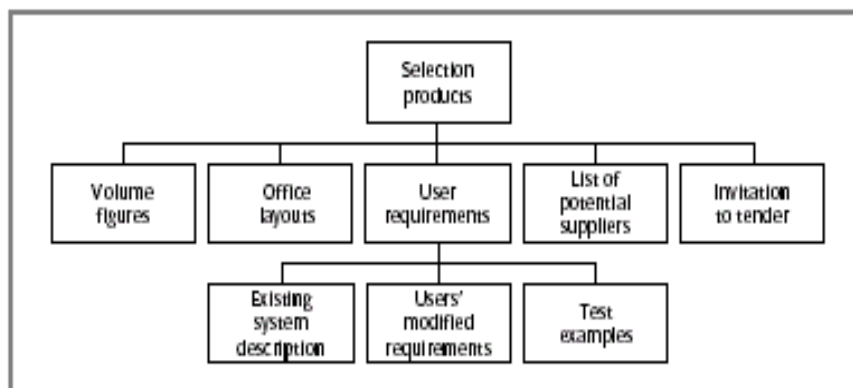 Selection
products
Volume
figures
Office
layouts
User
requirements
List of
potential
suppliers
Invitation
to tender
Existing
system
description
Users'
modified
requirements
Test
examples